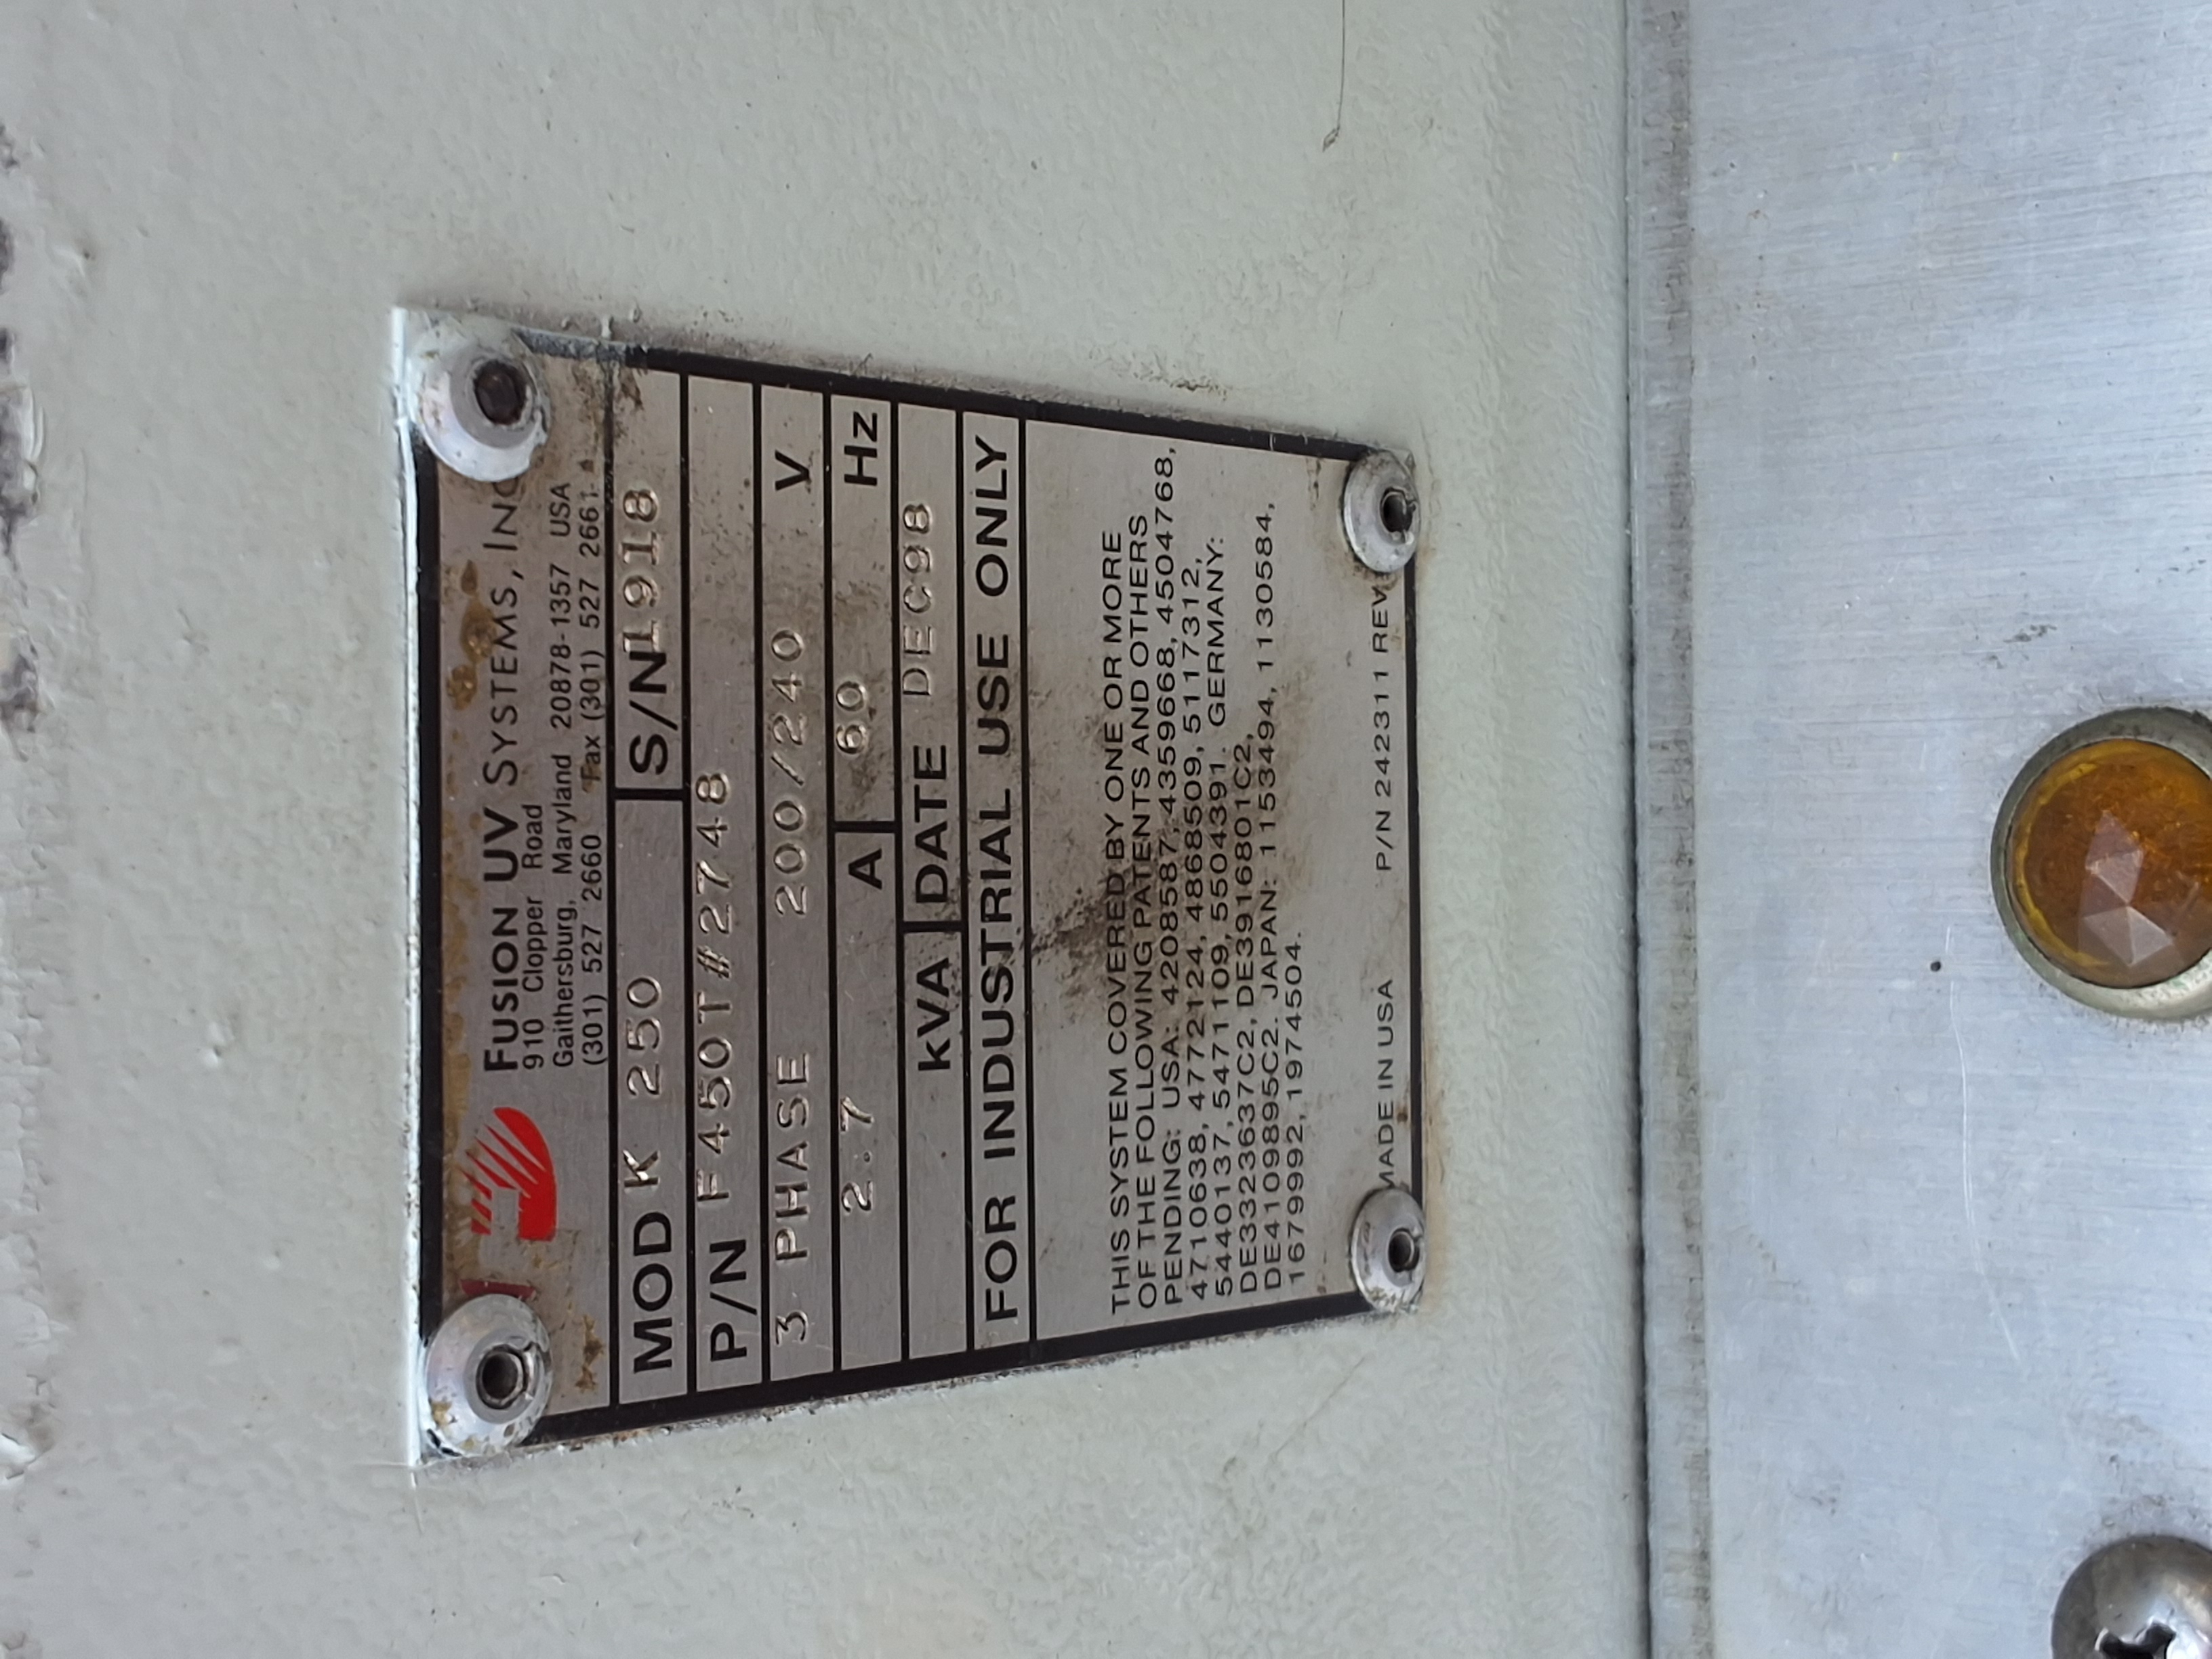 FUSION UV SYSTEMS, INC
910 Clopper Road
Gaithersburg, Maryland 20878-1357 USA
(301) 527 2660 Fax (301) 527 2661
MOD K 250 S/N 1918
P/N F450T#2748
3 PHASE 200/240 V
2.7 A 60 Hz
kVA DATE DEC98
FOR INDUSTRIAL USE ONLY
THIS SYSTEM COVERED BY ONE OR MORE
OF THE FOLLOWING PATENTS AND OTHERS
PENDING: USA: 4208587, 4359668, 4504768,
4710638, 4772124, 4868509, 5117312,
5440137, 5471109, 5504391. GERMANY:
DE3323637C2, DE3916801C2,
DE4109895C2. JAPAN: 1153494, 1130584,
1679992, 1974504.
MADE IN USA P/N 242311 REV